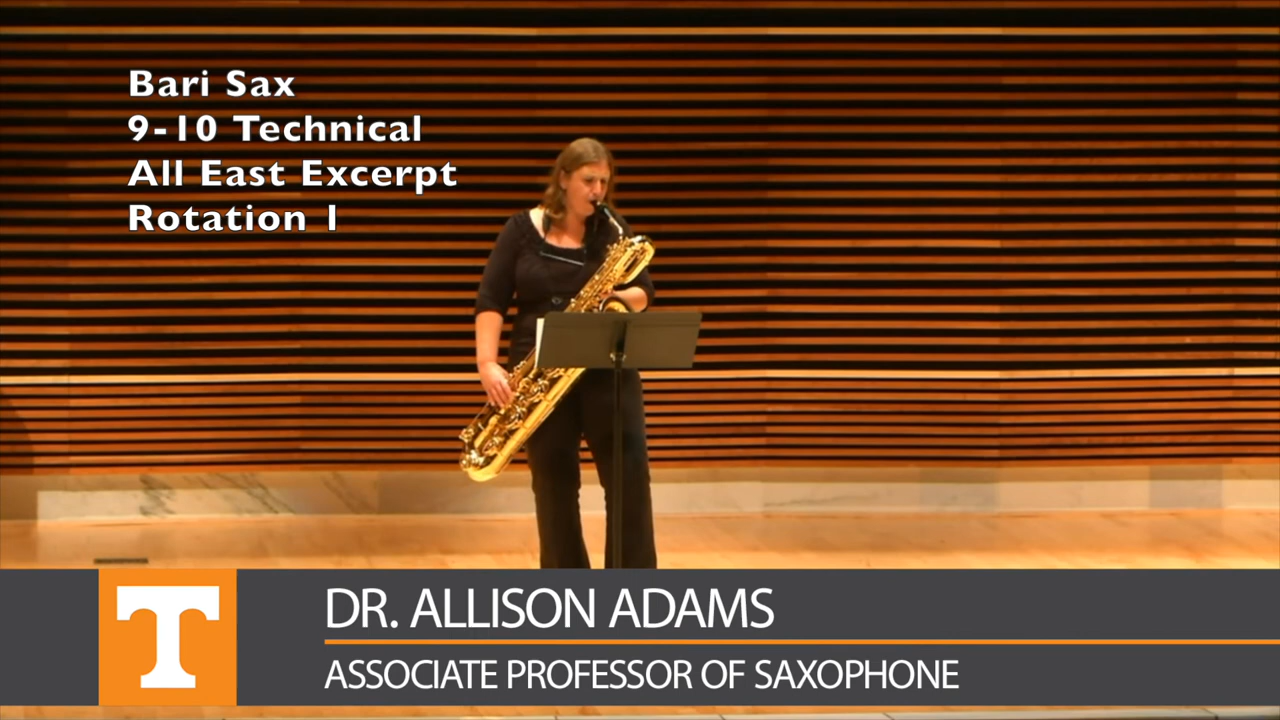 Bari Sax
9-10 Technical
All East Excerpt
Rotation 1
T
DR. ALLISON ADAMS
ASSOCIATE PROFESSOR OF SAXOPHONE